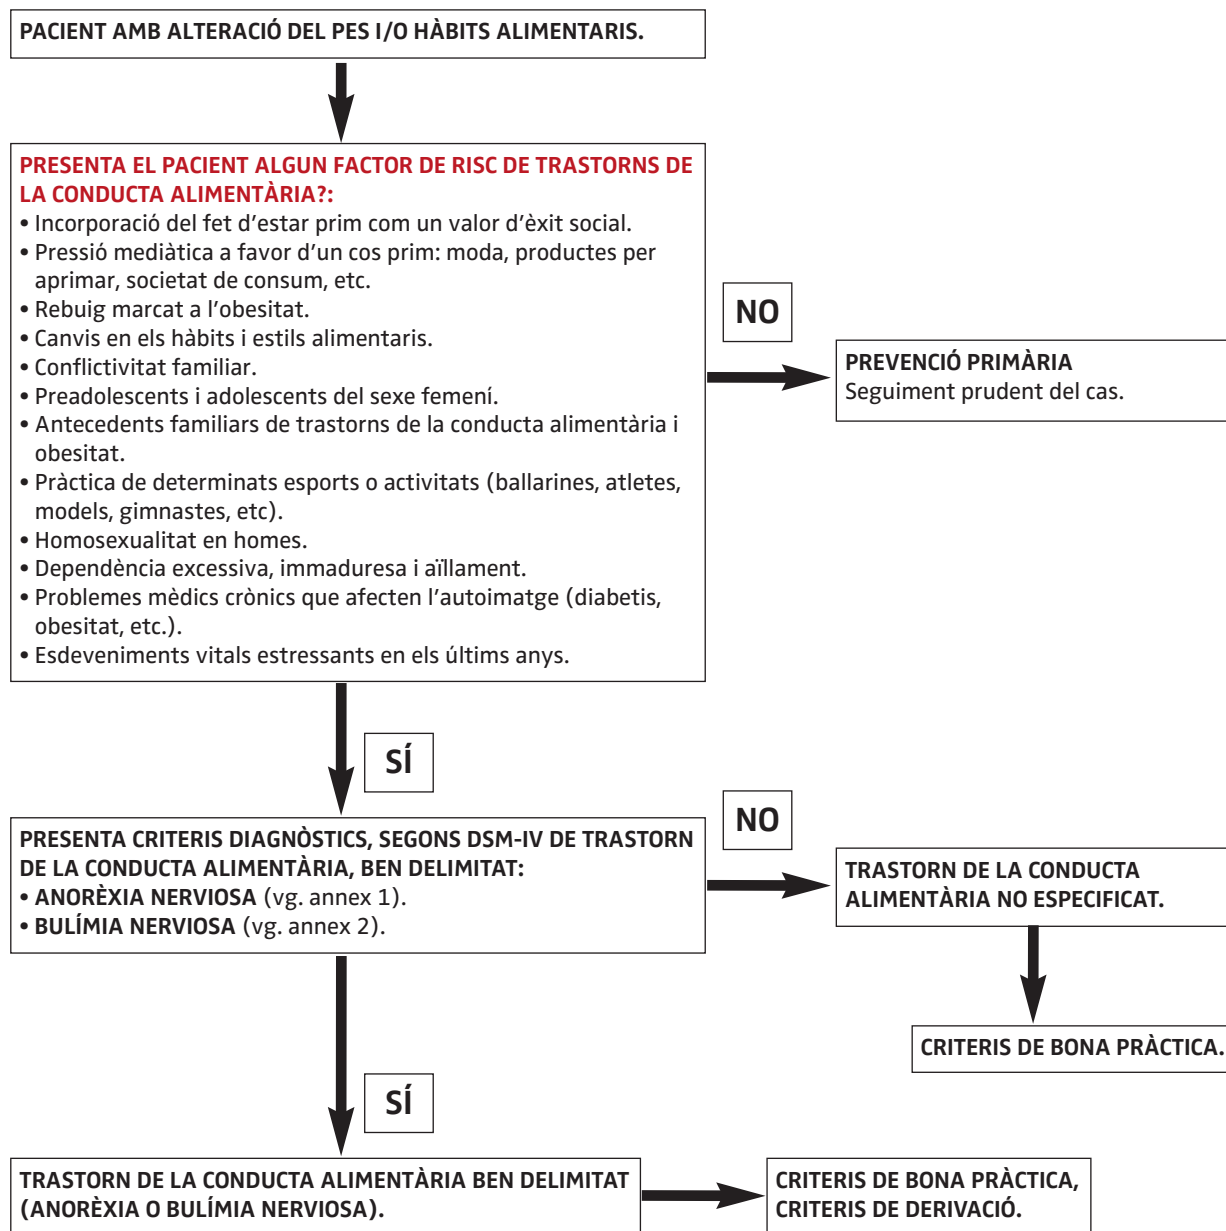 PACIENT AMB ALTERACIÓ DEL PES I/O HÀBITS ALIMENTARIS.
PRESENTA EL PACIENT ALGUN FACTOR DE RISC DE TRASTORNS DE
LA CONDUCTA ALIMENTÀRIA?:
• Incorporació del fet d'estar prim com un valor d'èxit social.
• Pressió mediàtica a favor d'un cos prim: moda, productes per
aprimar, societat de consum, etc.
• Rebuig marcat a l'obesitat.
• Canvis en els hàbits i estils alimentaris.
• Conflictivitat familiar.
• Preadolescents i adolescents del sexe femení.
• Antecedents familiars de trastorns de la conducta alimentària i
obesitat.
• Pràctica de determinats esports o activitats (ballarines, atletes,
models, gimnastes, etc).
• Homosexualitat en homes.
• Dependència excessiva, immaduresa i aïllament.
• Problemes mèdics crònics que afecten l'autoimatge (diabetis,
obesitat, etc.).
• Esdeveniments vitals estressants en els últims anys.
NO
PREVENCIÓ PRIMÀRIA
Seguiment prudent del cas.
SÍ
PRESENTA CRITERIS DIAGNÒSTICS, SEGONS DSM-IV DE TRASTORN
DE LA CONDUCTA ALIMENTÀRIA, BEN DELIMITAT:
• ANORÈXIA NERVIOSA (vg. annex 1).
• BULÍMIA NERVIOSA (vg. annex 2).
NO
TRASTORN DE LA CONDUCTA
ALIMENTÀRIA NO ESPECIFICAT.
CRITERIS DE BONA PRÀCTICA.
SÍ
TRASTORN DE LA CONDUCTA ALIMENTÀRIA BEN DELIMITAT
(ANORÈXIA O BULÍMIA NERVIOSA).
CRITERIS DE BONA PRÀCTICA,
CRITERIS DE DERIVACIÓ.